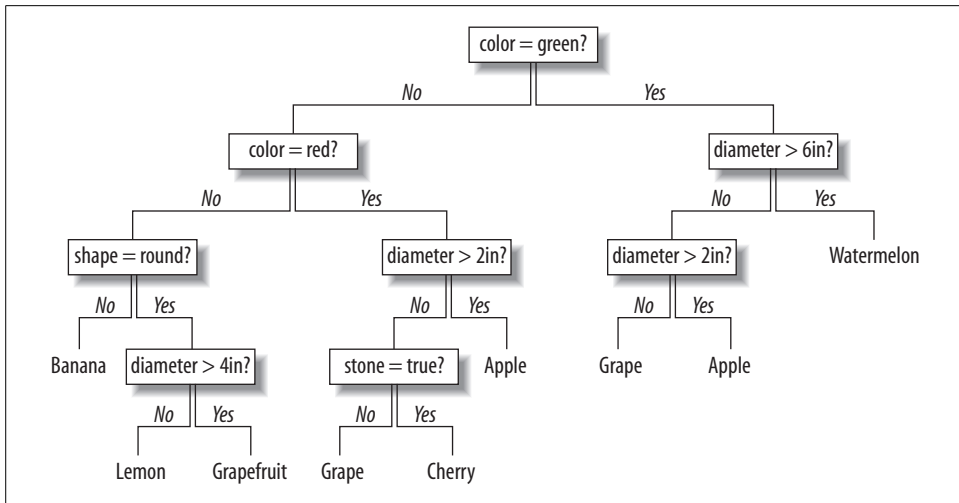 color = green?
No
Yes
color = red?
diameter > 6in?
No
Yes
No
Yes
shape = round?
diameter > 2in?
diameter > 2in?
Watermelon
No
Yes
No
Yes
No
Yes
Banana
diameter > 4in?
stone = true?
Apple
Grape
Apple
No
Yes
No
Yes
Lemon
Grapefruit
Grape
Cherry